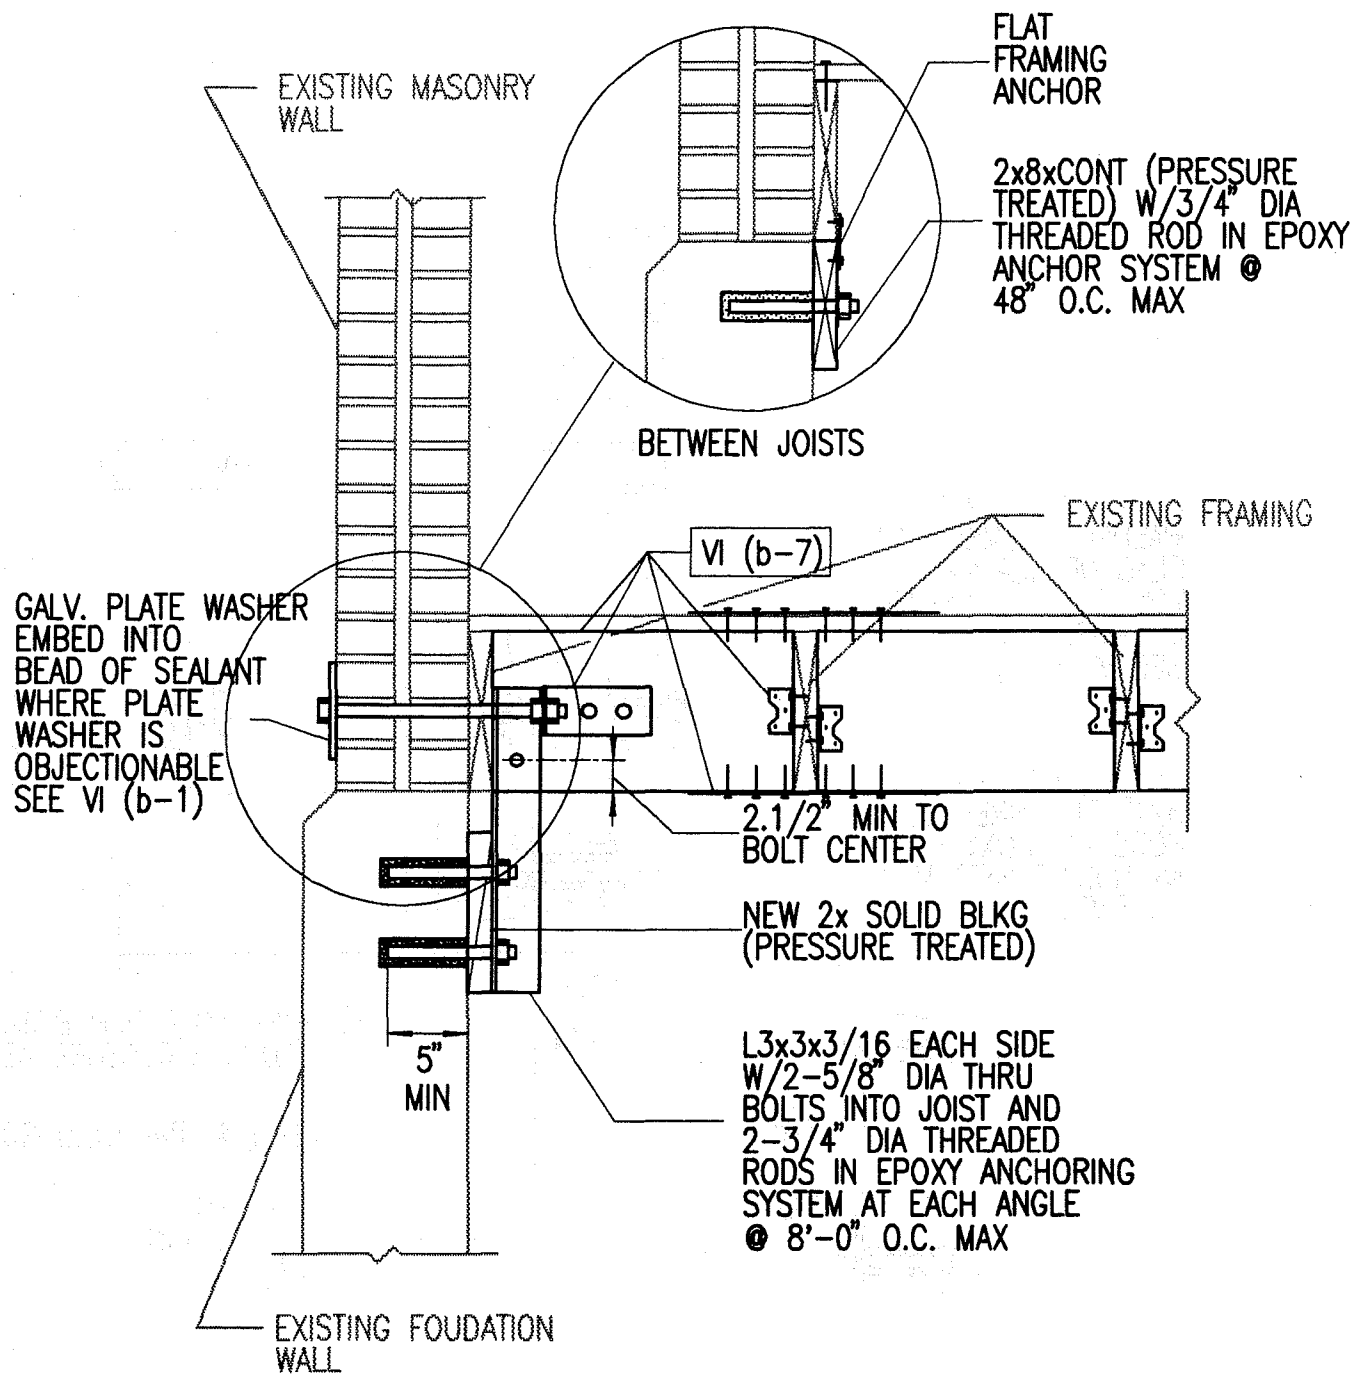 FLAT
FRAMING
ANCHOR
EXISTING MASONRY
WALL
2x8xCONT (PRESSURE
TREATED) W/3/4" DIA
THREADED ROD IN EPOXY
ANCHOR SYSTEM @
48" O.C. MAX
BETWEEN JOISTS
EXISTING FRAMING
VI (b-7)
GALV. PLATE WASHER
EMBED INTO
BEAD OF SEALANT
WHERE PLATE
WASHER IS
OBJECTIONABLE
SEE VI (b-1)
2.1/2" MIN TO
BOLT CENTER
NEW 2x SOLID BLKG
(PRESSURE TREATED)
5"
MIN
L3x3x3/16 EACH SIDE
W/2-5/8" DIA THRU
BOLTS INTO JOIST AND
2-3/4" DIA THREADED
RODS IN EPOXY ANCHORING
SYSTEM AT EACH ANGLE
@ 8'-0" O.C. MAX
EXISTING FOUDATION
WALL